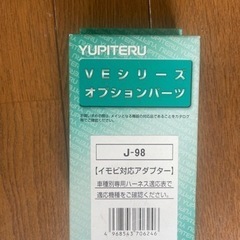 YUPITERU
VEシリーズ
オプションパーツ
J-98
【イモビ対応アダプター】
車種別専用ハーネス適応表で
適応機種をご確認ください。
4 968543 706246